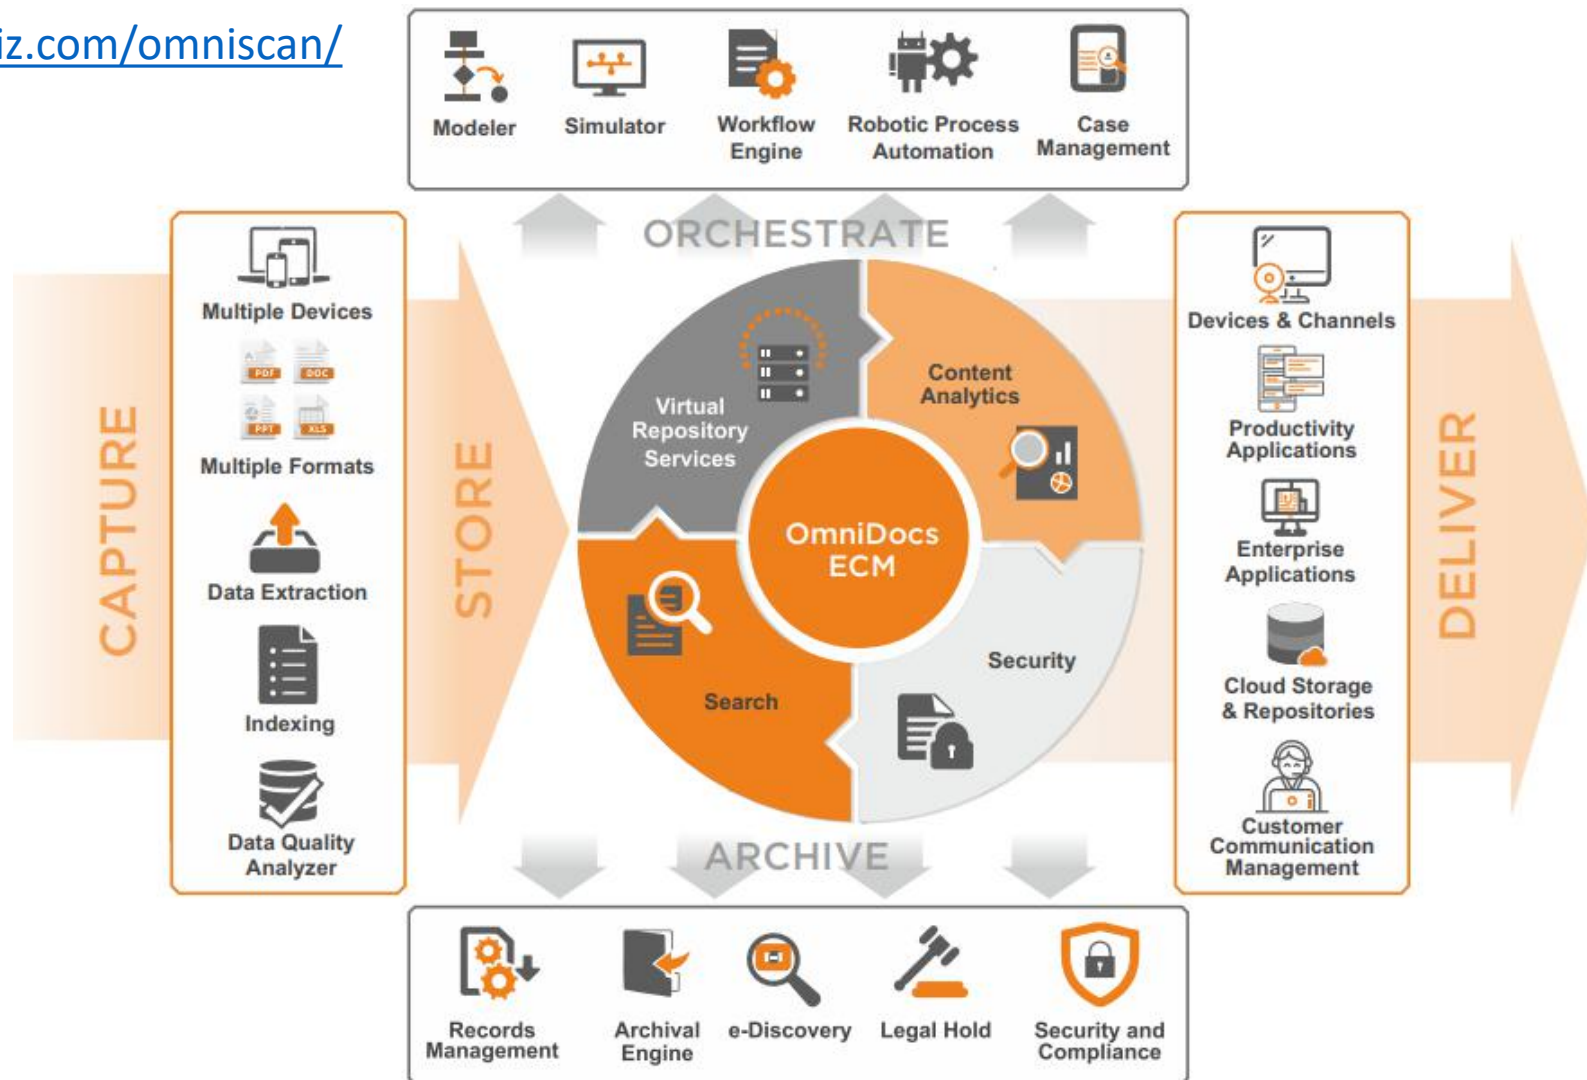 iz.com/omniscan/
Modeler
Simulator
Workflow
Engine
Robotic Process
Automation
Case
Management
ORCHESTRATE
CAPTURE
Multiple Devices
PDF
DOC
PPT
XLS
Multiple Formats
Data Extraction
Indexing
Data Quality
Analyzer
STORE
Virtual
Repository
Services
Content
Analytics
OmniDocs
ECM
Search
Security
Devices & Channels
Productivity
Applications
Enterprise
Applications
Cloud Storage
& Repositories
Customer
Communication
Management
DELIVER
ARCHIVE
Records
Management
Archival
Engine
e-Discovery
Legal Hold
Security and
Compliance